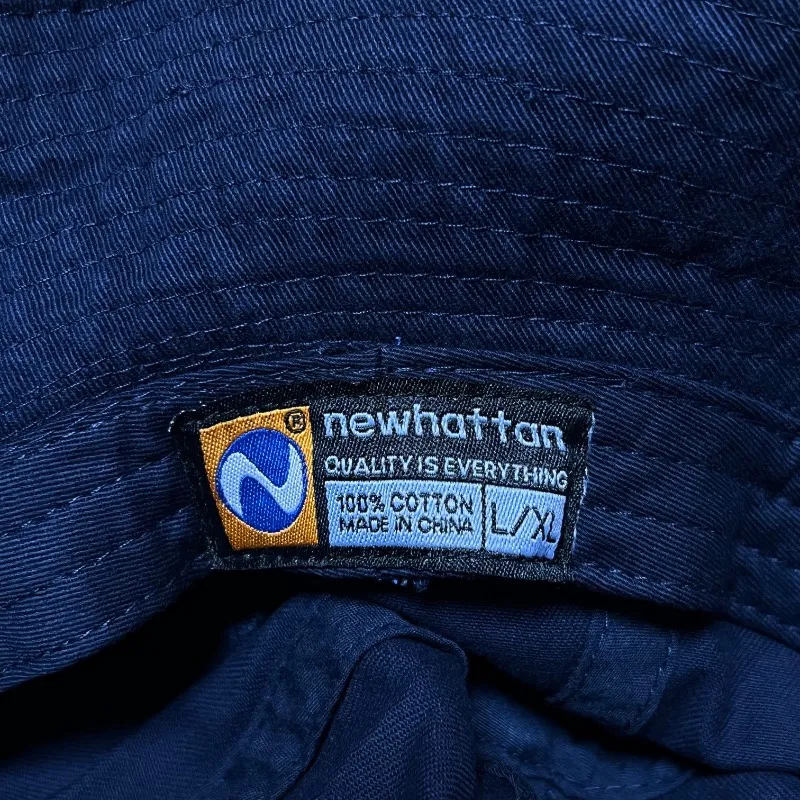 ®
newhattan
QUALITY IS EVERYTHING
100% COTTON
MADE IN CHINA
L/XL